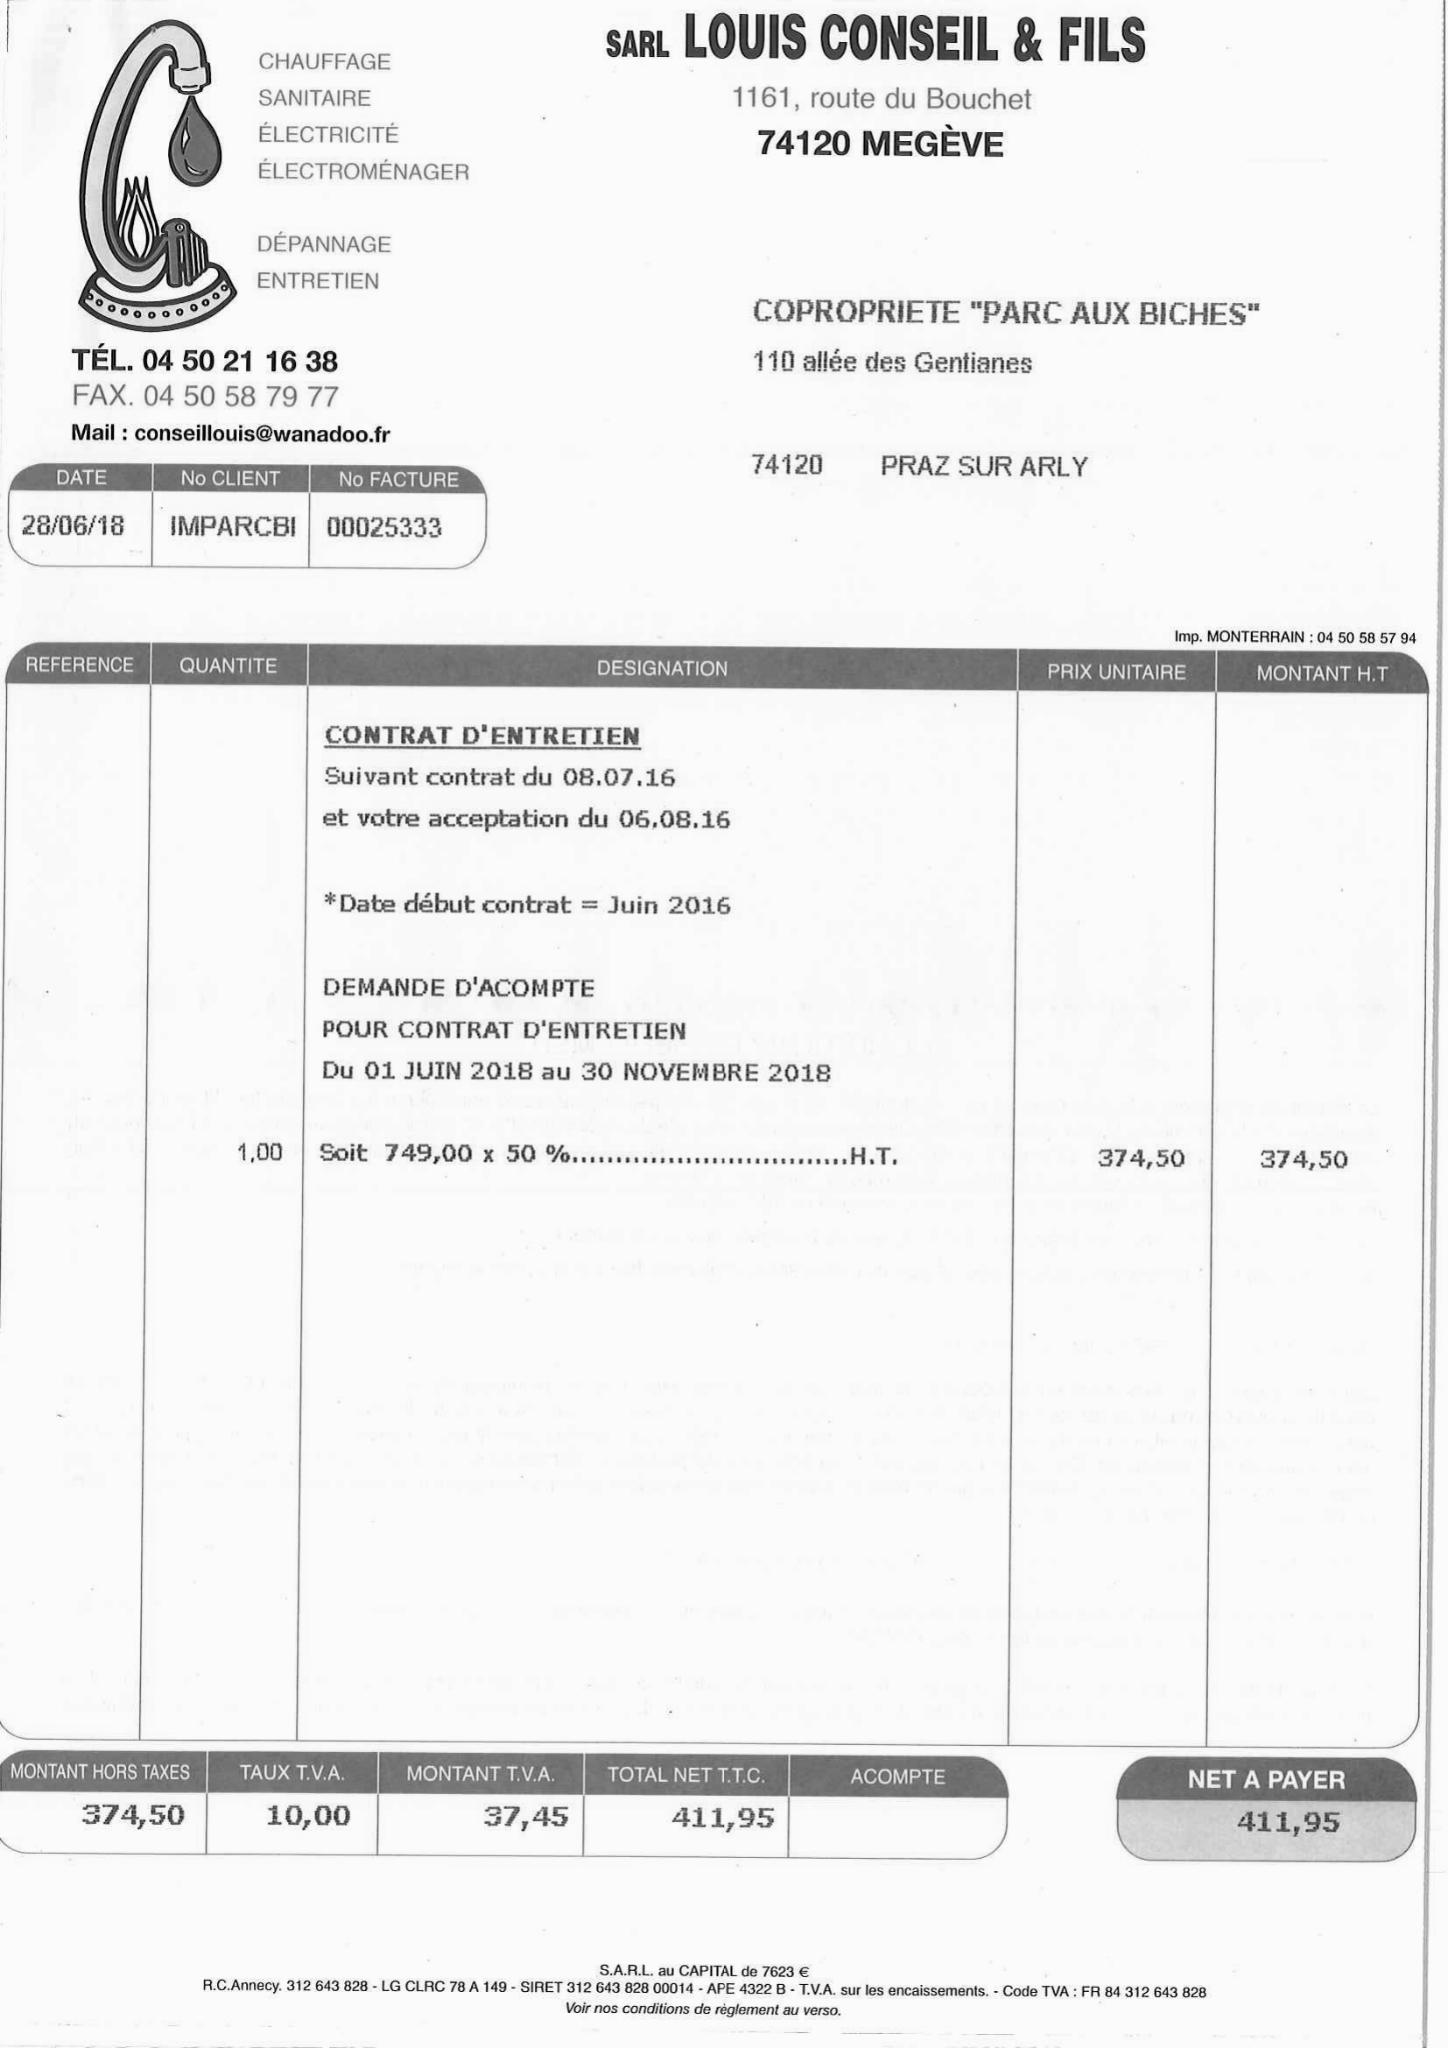 SARL LOUIS CONSEIL & FILS
1161, route du Bouchet
74120 MEGÈVE
CHAUFFAGE
SANITAIRE
ÉLECTRICITÉ
ÉLECTROMÉNAGER
DÉPANNAGE
ENTRETIEN
TÉL. 04 50 21 16 38
FAX. 04 50 58 79 77
Mail : conseillouis@wanadoo.fr
COPROPRIETE "PARC AUX BICHES"
110 allée des Gentianes
74120 PRAZ SUR ARLY
DATE No CLIENT No FACTURE
28/06/18 IMPARCBI 00025333
Imp. MONTERRAIN : 04 50 58 57 94
REFERENCE QUANTITE DESIGNATION PRIX UNITAIRE MONTANT H.T
CONTRAT D'ENTRETIEN
Suivant contrat du 08.07.16
et votre acceptation du 06.08.16
*Date début contrat = Juin 2016
DEMANDE D'ACOMPTE
POUR CONTRAT D'ENTRETIEN
Du 01 JUIN 2018 au 30 NOVEMBRE 2018
1,00 Soit 749,00 x 50 %................................H.T. 374,50 374,50
MONTANT HORS TAXES TAUX T.V.A. MONTANT T.V.A. TOTAL NET T.T.C. ACOMPTE NET A PAYER
374,50 10,00 37,45 411,95 411,95
S.A.R.L. au CAPITAL de 7623 €
R.C.Annecy. 312 643 828 - LG CLRC 78 A 149 - SIRET 312 643 828 00014 - APE 4322 B - T.V.A. sur les encaissements. - Code TVA : FR 84 312 643 828
Voir nos conditions de règlement au verso.